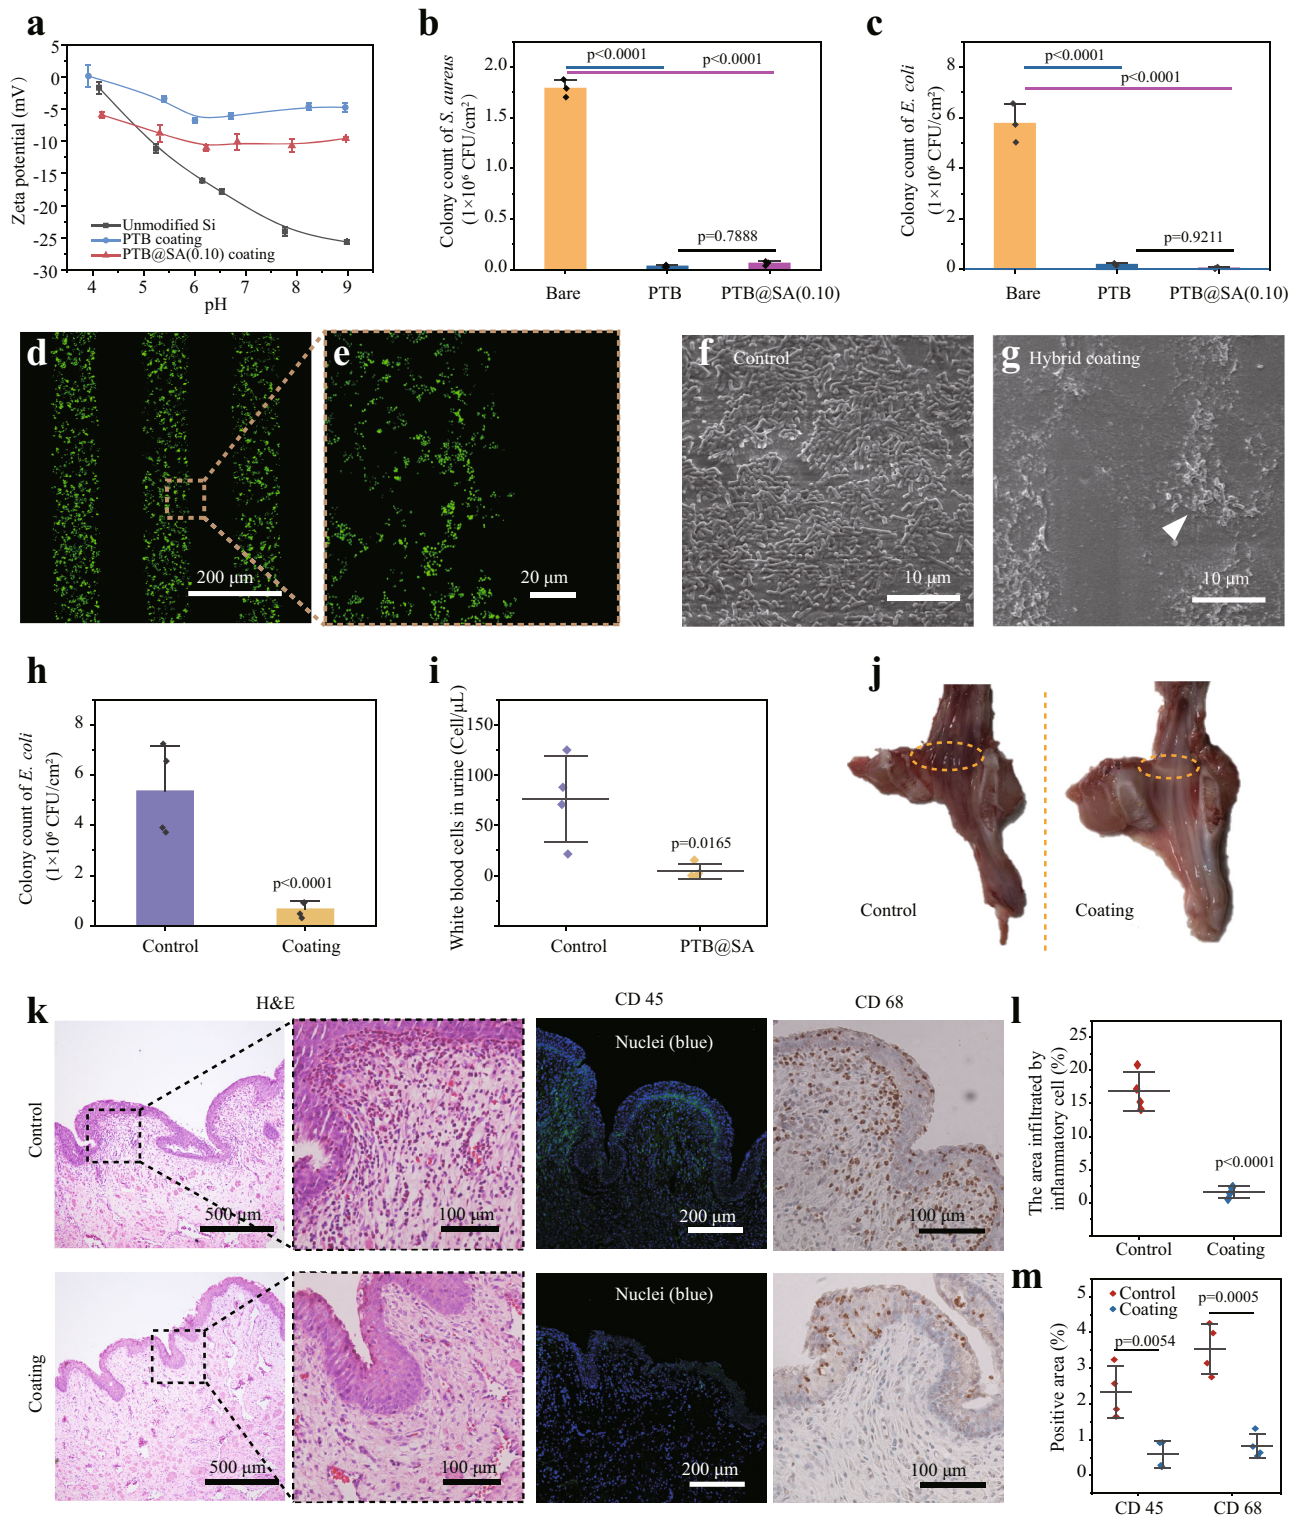 a
Zeta potential (mV)
5
0
-5
-10
-15
-20
-25
-30
Unmodified Si
PTB coating
PTB@SA(0.10) coating
4 5 6 7 8 9
pH
b
Colony count of S. aureus
(1×10⁶ CFU/cm²)
2.0
1.5
1.0
0.5
0.0
p<0.0001
p<0.0001
p=0.7888
Bare PTB PTB@SA(0.10)
c
Colony count of E. coli
(1×10⁶ CFU/cm²)
8
6
4
2
0
p<0.0001
p<0.0001
p=0.9211
Bare PTB PTB@SA(0.10)
d
200 μm
e
20 μm
f Control
10 μm
g Hybrid coating
10 μm
h
Colony count of E. coli
(1×10⁶ CFU/cm²)
8
6
4
2
0
p<0.0001
Control Coating
i
White blood cells in urine (Cell/μL)
150
100
50
0
p=0.0165
Control PTB@SA
j
Control
Coating
k
H&E
CD 45
CD 68
Control
500 μm
100 μm
Nuclei (blue)
200 μm
100 μm
Coating
500 μm
100 μm
Nuclei (blue)
200 μm
100 μm
l
The area infiltrated by
inflammatory cell (%)
25
20
15
10
5
0
p<0.0001
Control Coating
m
Positive area (%)
5
4
3
2
1
0
Control
Coating
p=0.0005
p=0.0054
CD 45 CD 68